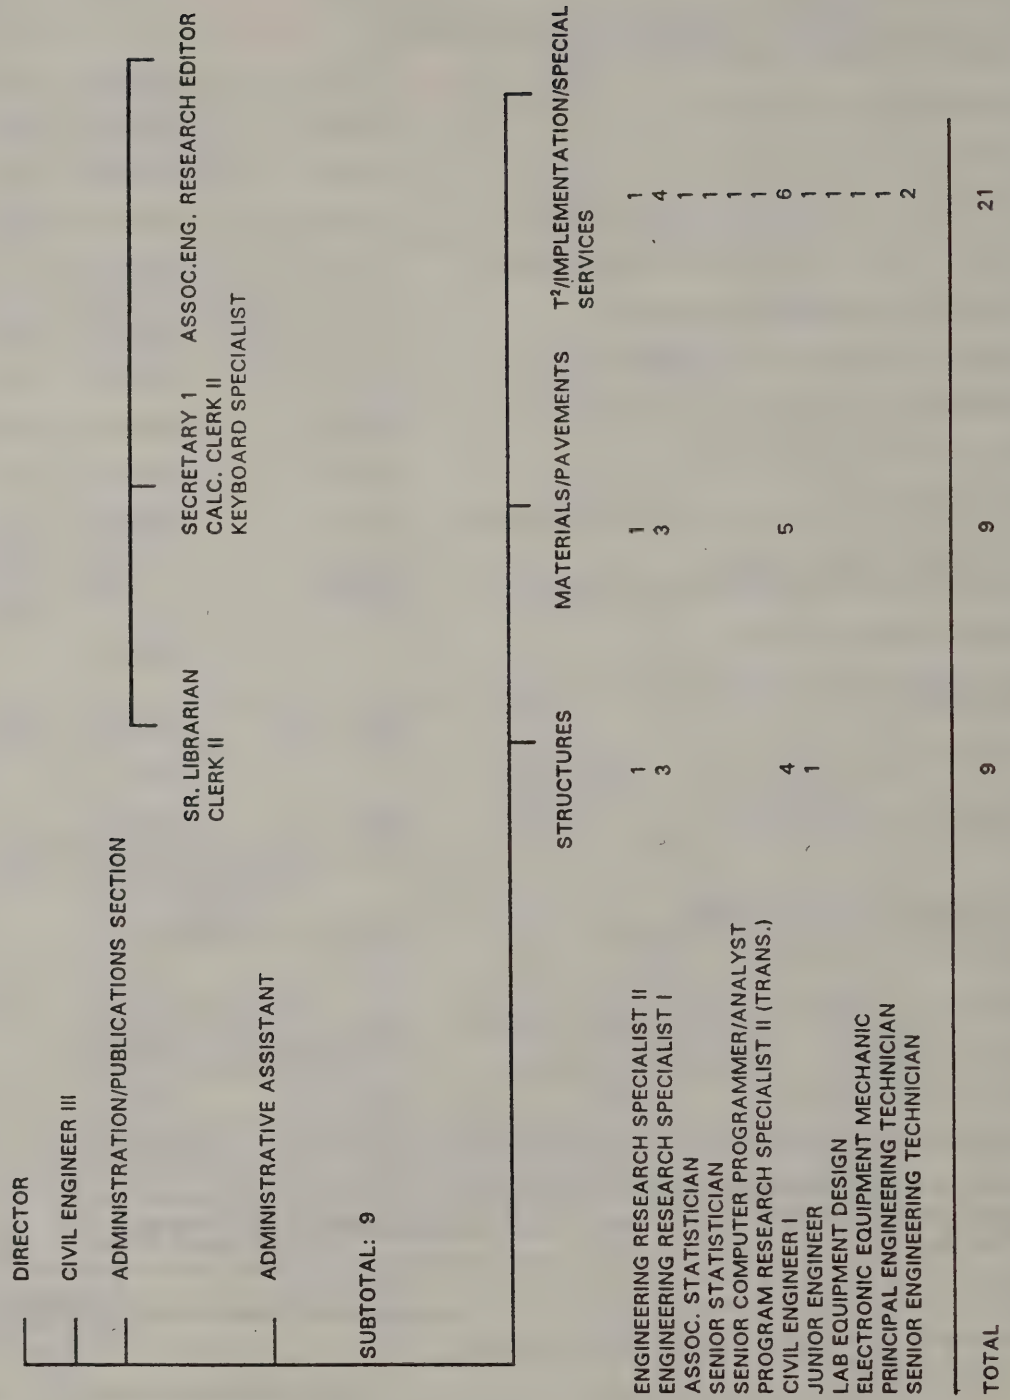 DIRECTOR
CIVIL ENGINEER III
ADMINISTRATION/PUBLICATIONS SECTION
SR. LIBRARIAN SECRETARY 1 ASSOC.ENG. RESEARCH EDITOR
CLERK II CALC. CLERK II
KEYBOARD SPECIALIST
ADMINISTRATIVE ASSISTANT
SUBTOTAL: 9
STRUCTURES MATERIALS/PAVEMENTS T²/IMPLEMENTATION/SPECIAL
SERVICES
ENGINEERING RESEARCH SPECIALIST II 1 1 1
ENGINEERING RESEARCH SPECIALIST I 3 3 4
ASSOC. STATISTICIAN 1
SENIOR STATISTICIAN 1
SENIOR COMPUTER PROGRAMMER/ANALYST 1
PROGRAM RESEARCH SPECIALIST II (TRANS.) 1
CIVIL ENGINEER I 4 5 6
JUNIOR ENGINEER 1 1
LAB EQUIPMENT DESIGN 1
ELECTRONIC EQUIPMENT MECHANIC 1
PRINCIPAL ENGINEERING TECHNICIAN 1
SENIOR ENGINEERING TECHNICIAN 2
TOTAL 9 9 21